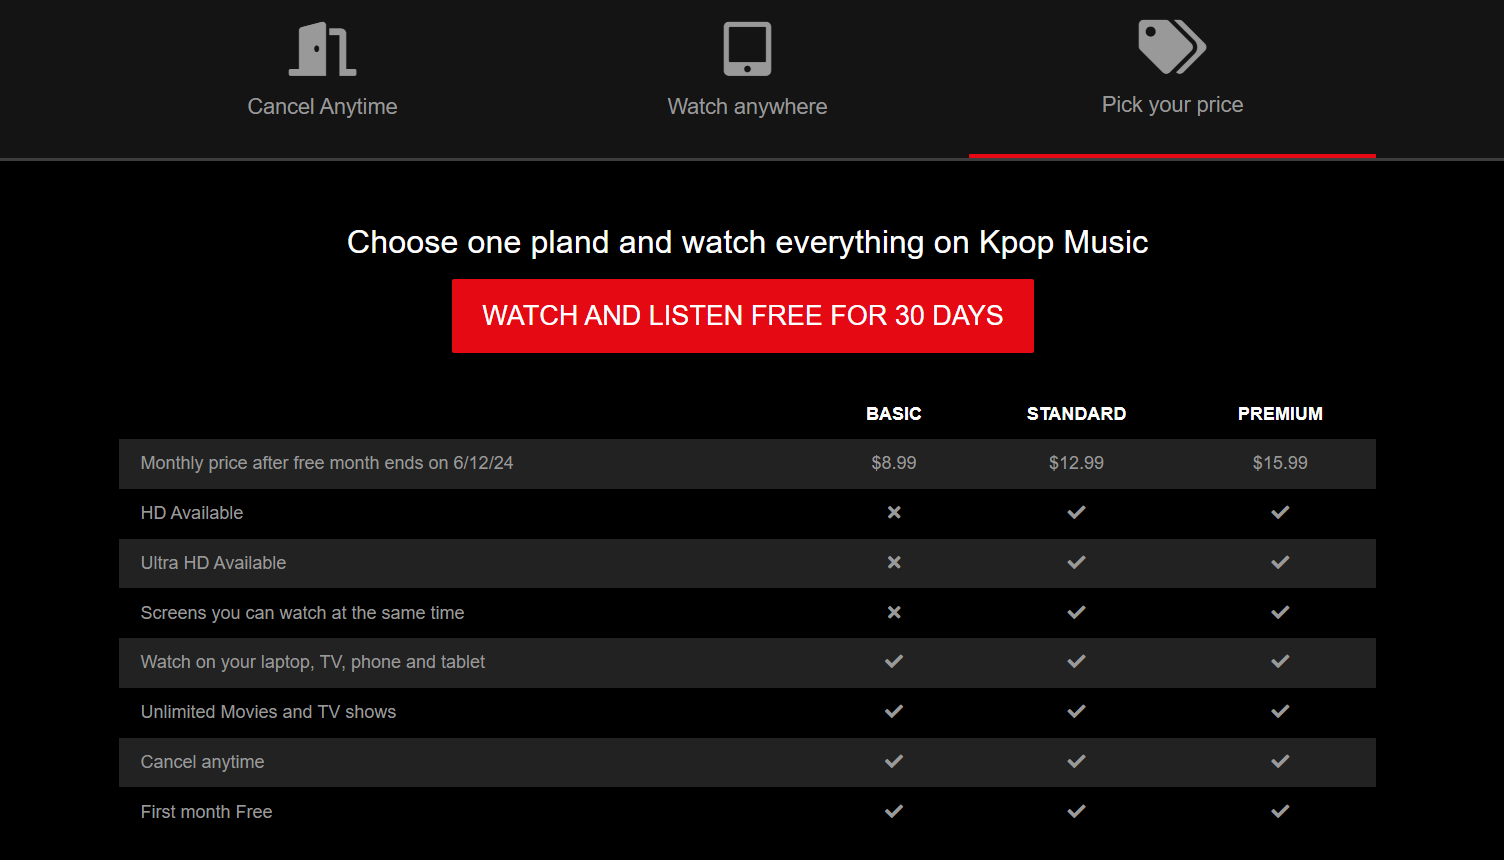 Cancel Anytime
Watch anywhere
Pick your price
Choose one pland and watch everything on Kpop Music
WATCH AND LISTEN FREE FOR 30 DAYS
BASIC STANDARD PREMIUM
Monthly price after free month ends on 6/12/24 $8.99 $12.99 $15.99
HD Available
Ultra HD Available
Screens you can watch at the same time
Watch on your laptop, TV, phone and tablet
Unlimited Movies and TV shows
Cancel anytime
First month Free